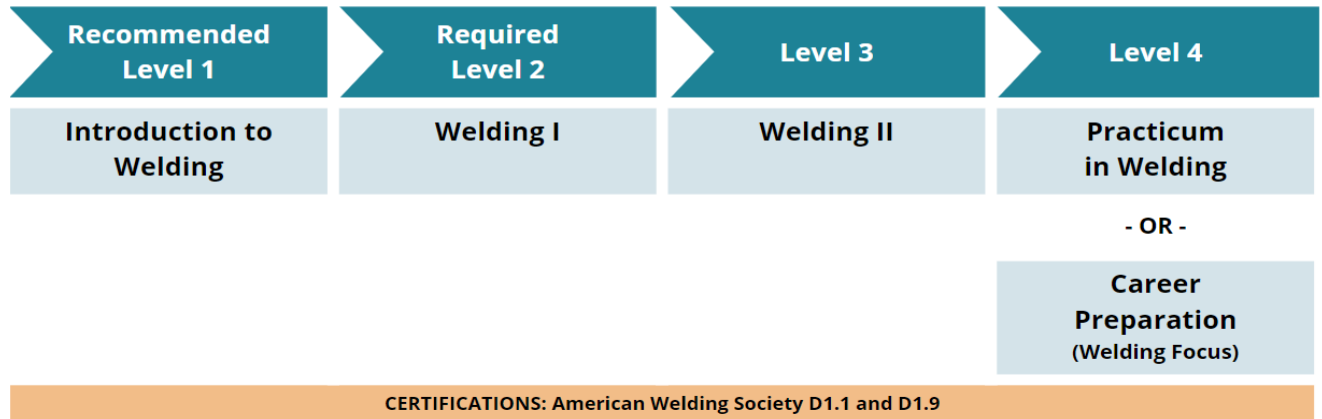 Recommended
Level 1
Required
Level 2
Level 3
Level 4
Introduction to
Welding
Welding I
Welding II
Practicum
in Welding
- OR -
Career
Preparation
(Welding Focus)
CERTIFICATIONS: American Welding Society D1.1 and D1.9